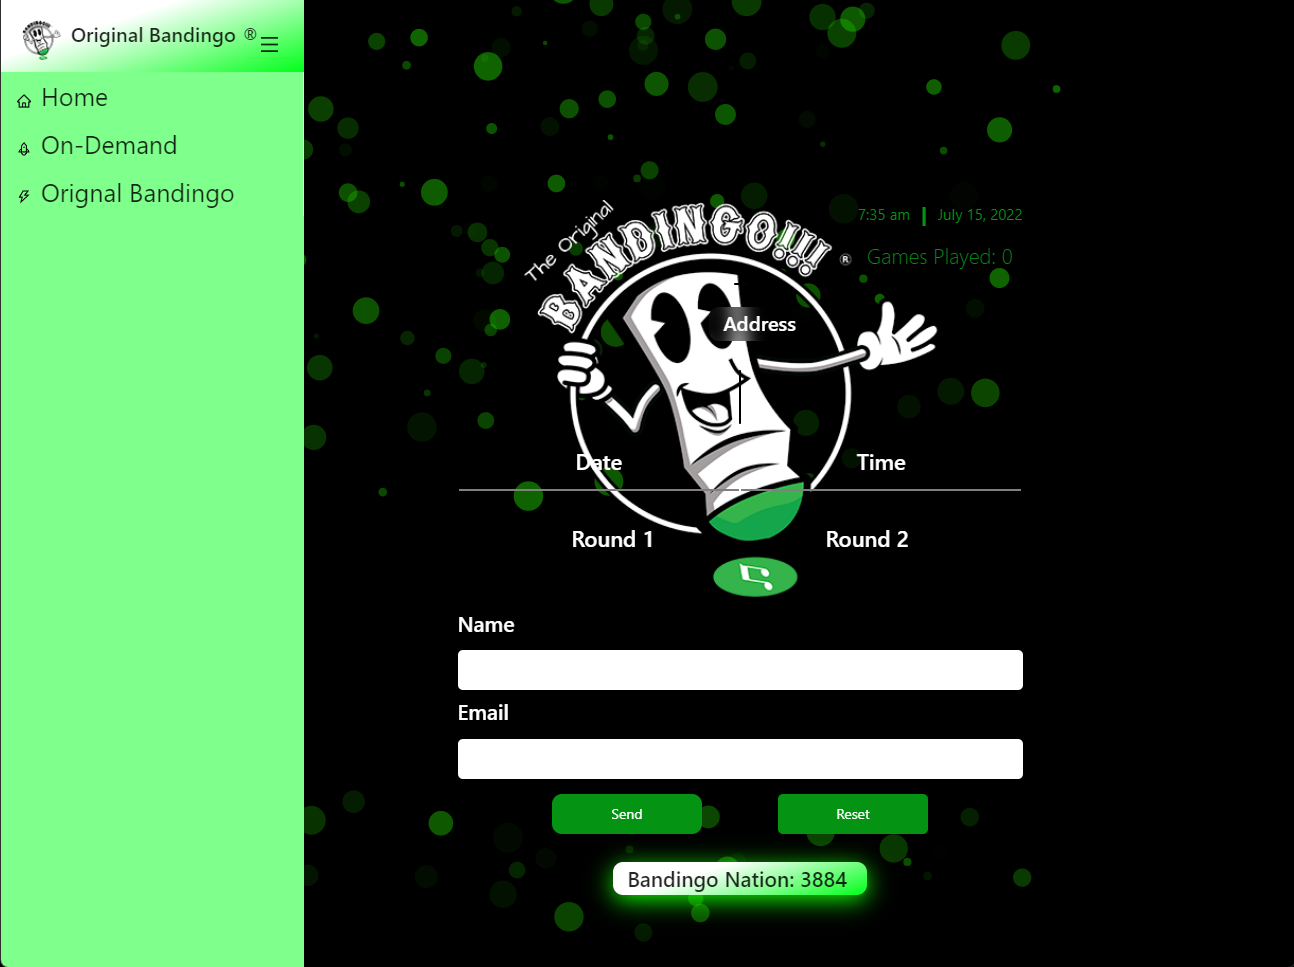 Original Bandingo ®
Home
On-Demand
Orignal Bandingo
7:35 am | July 15, 2022
Games Played: 0
The Original
BANDINGO!!! ®
Address
Date
Time
Round 1
Round 2
Name
Email
Send
Reset
Bandingo Nation: 3884